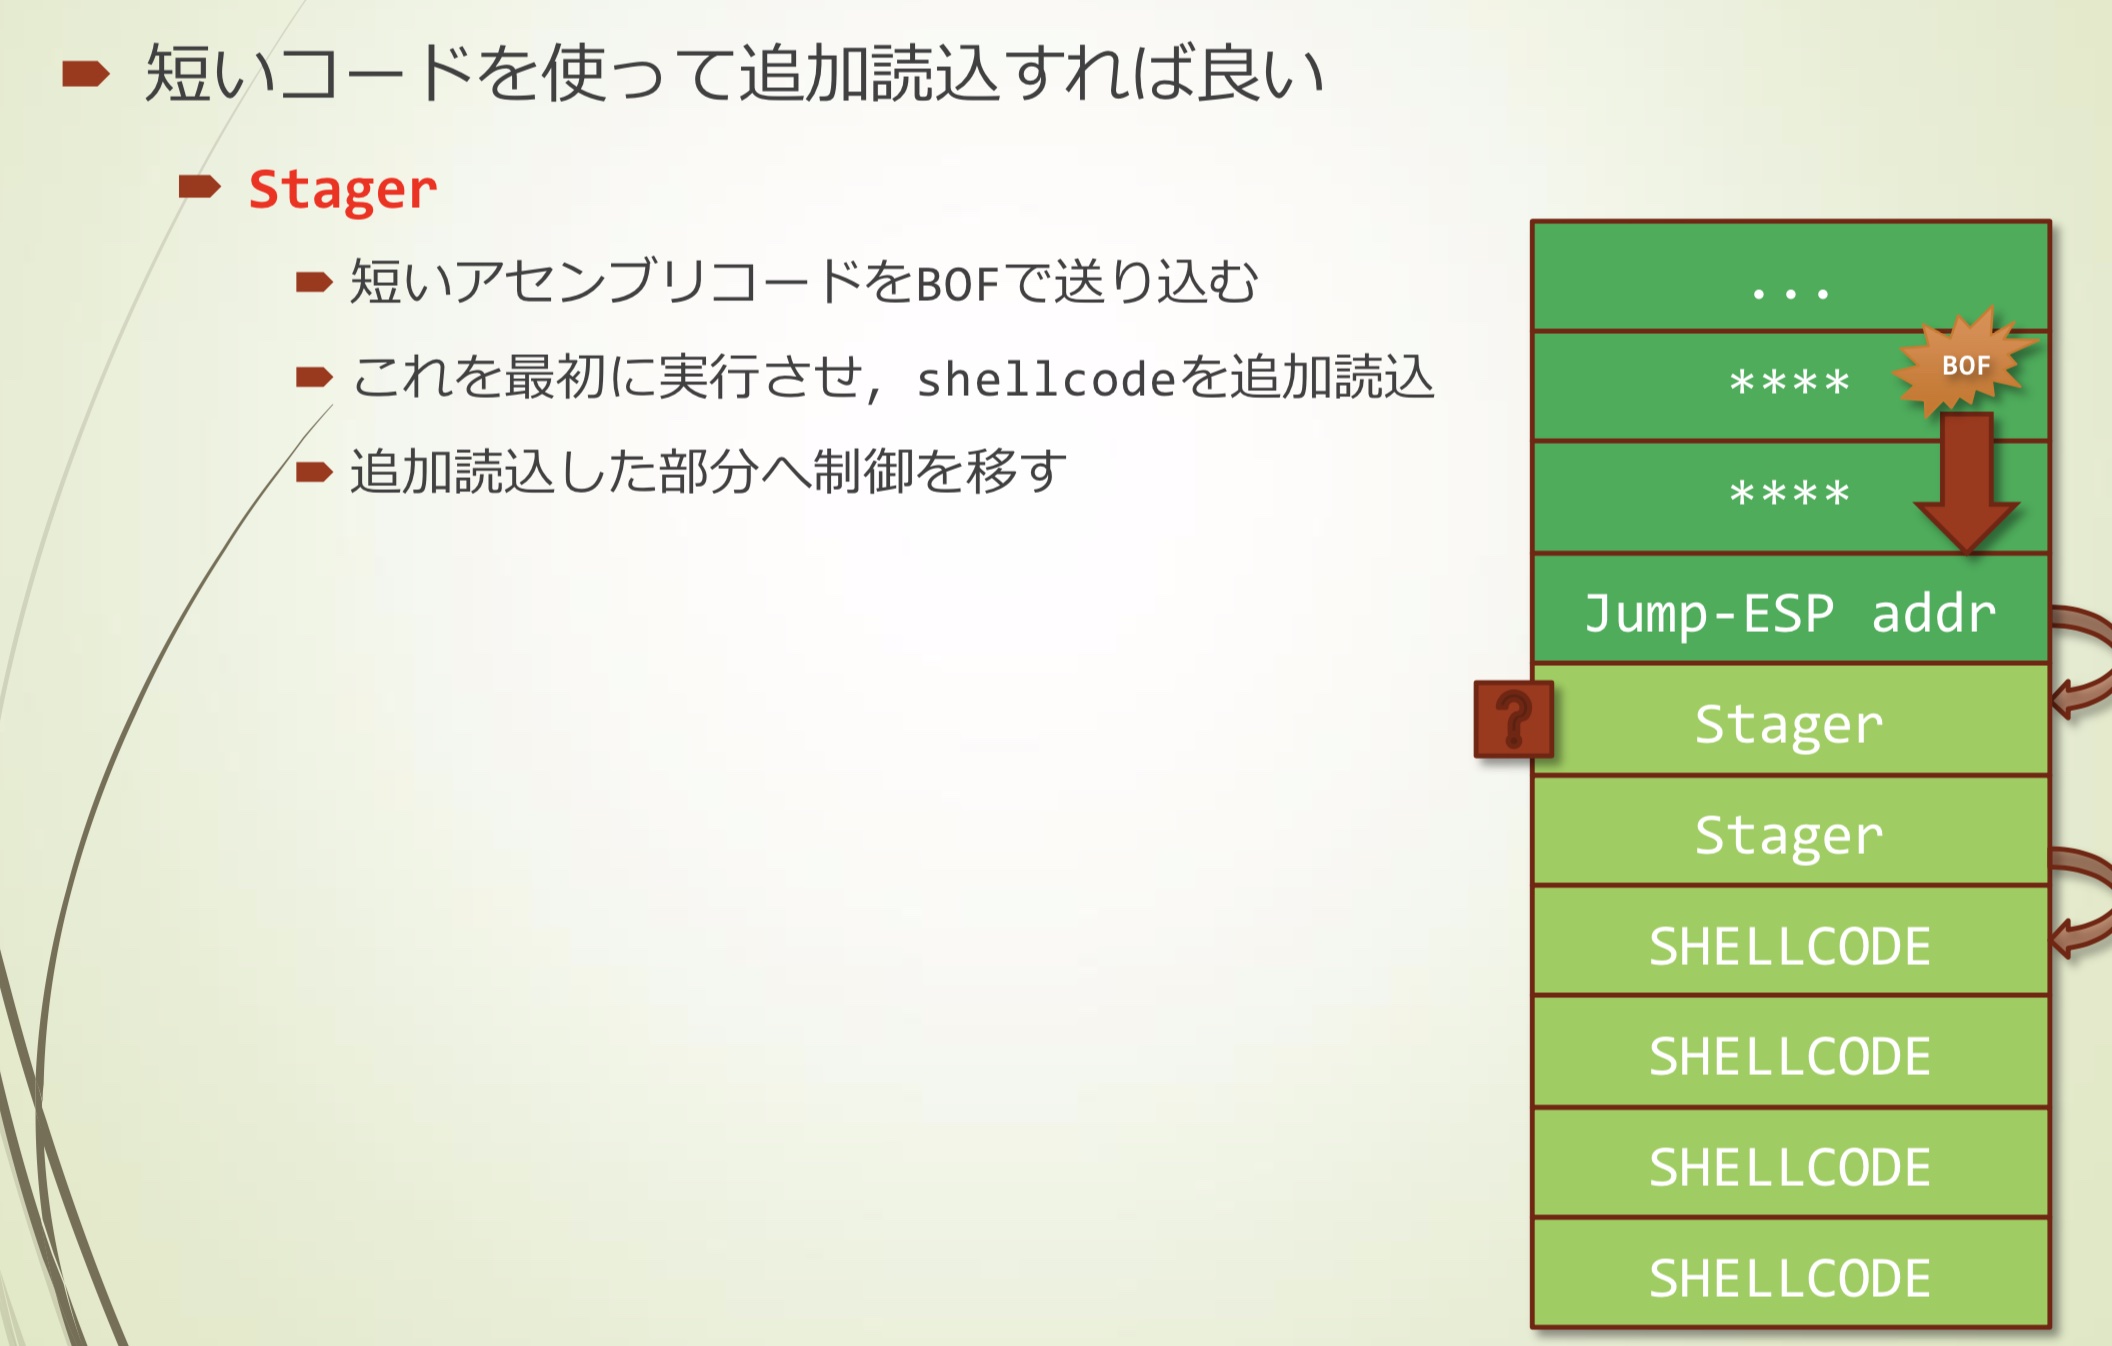 短いコードを使って追加読込すれば良い
Stager
短いアセンブリコードをBOFで送り込む
これを最初に実行させ, shellcodeを追加読込
追加読込した部分へ制御を移す
...
****
BOF
****
Jump-ESP addr
?
Stager
Stager
SHELLCODE
SHELLCODE
SHELLCODE
SHELLCODE